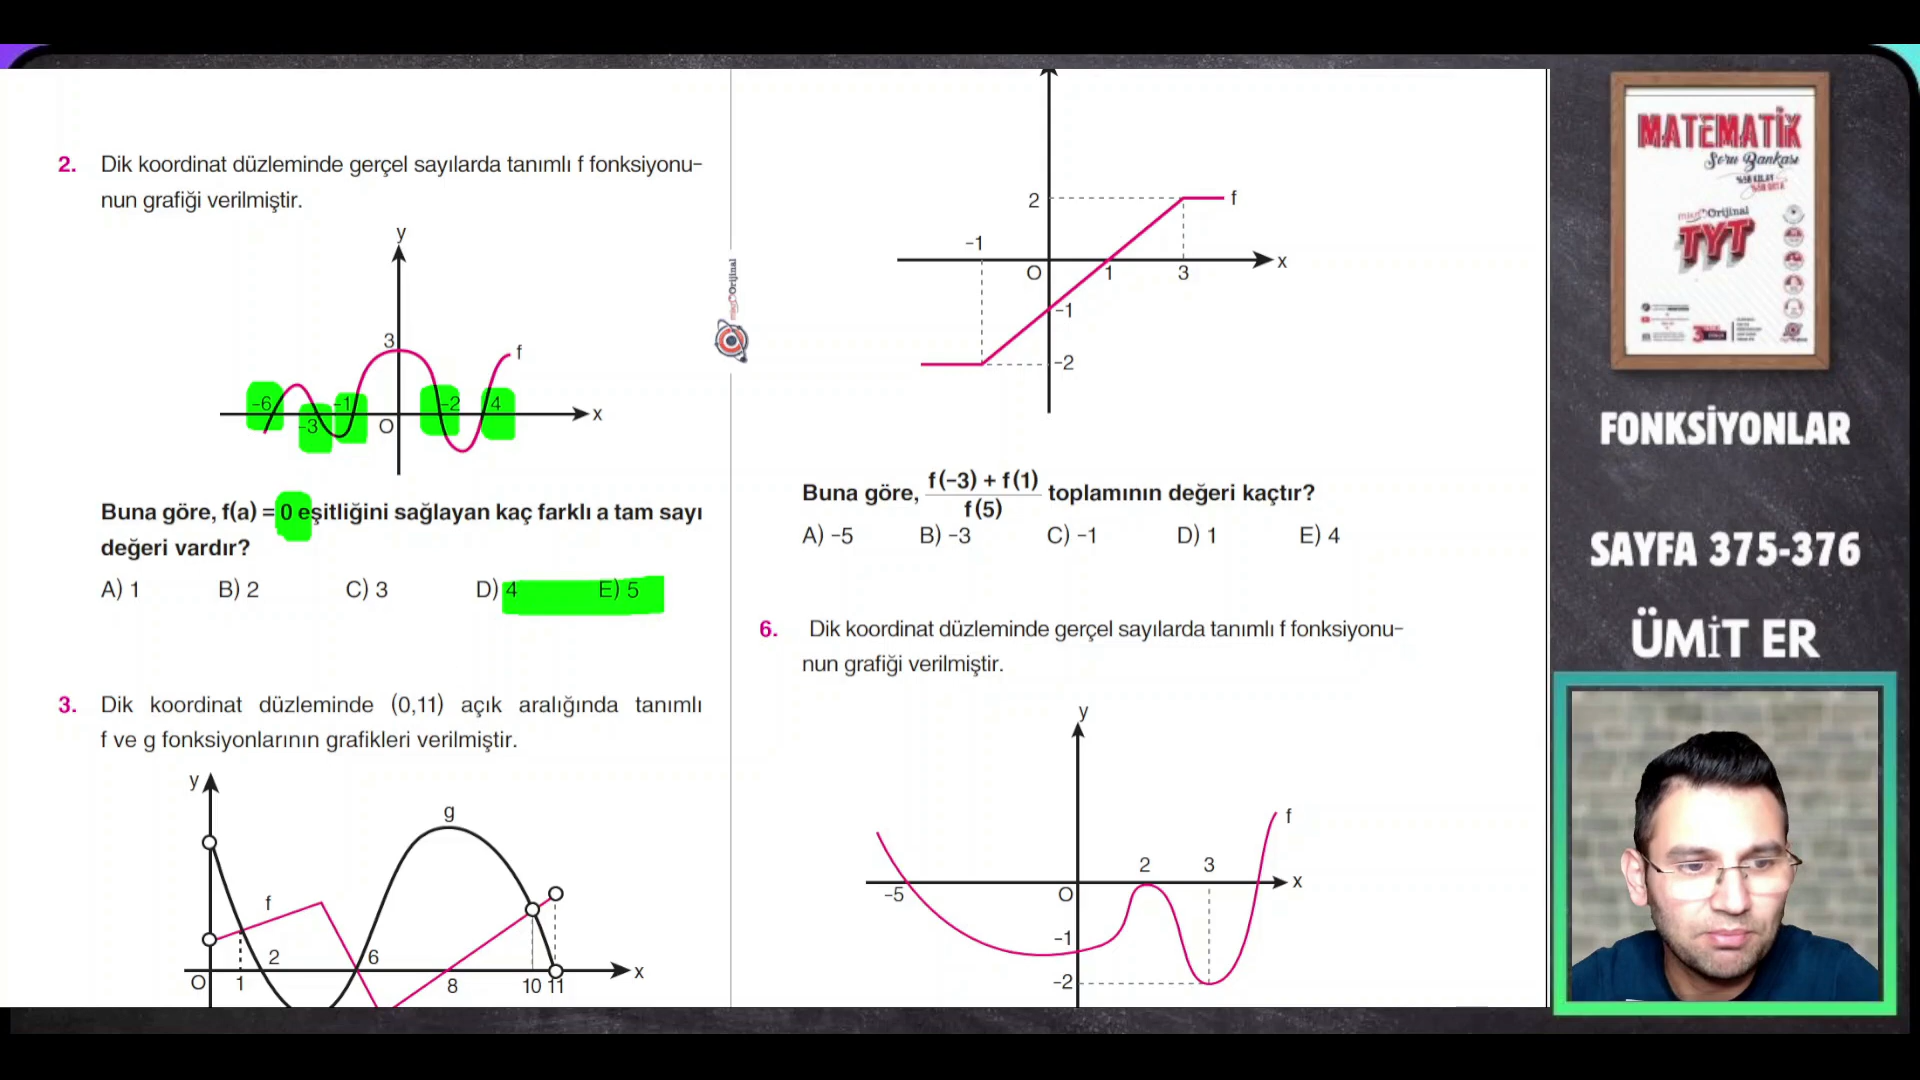 2. Dik koordinat düzleminde gerçel sayılarda tanımlı f fonksiyonu-
nun grafiği verilmiştir.
y
3
f
-6
-1
-2
4
x
-3
O
Buna göre, f(a) = 0 eşitliğini sağlayan kaç farklı a tam sayı
değeri vardır?
A) 1 B) 2 C) 3 D) 4 E) 5
3. Dik koordinat düzleminde (0,11) açık aralığında tanımlı
f ve g fonksiyonlarının grafikleri verilmiştir.
y
g
f
2
6
x
O
1
8
10 11
Orijinal
2
f
-1
x
O
1
3
-1
-2
Buna göre, f(-3) + f(1) / f(5) toplamının değeri kaçtır?
A) -5 B) -3 C) -1 D) 1 E) 4
6. Dik koordinat düzleminde gerçel sayılarda tanımlı f fonksiyonu-
nun grafiği verilmiştir.
y
f
2
3
x
-5
O
-1
-2
MATEMATİK
Soru Bankası
Orijinal
TYT
FONKSİYONLAR
SAYFA 375-376
ÜMİT ER